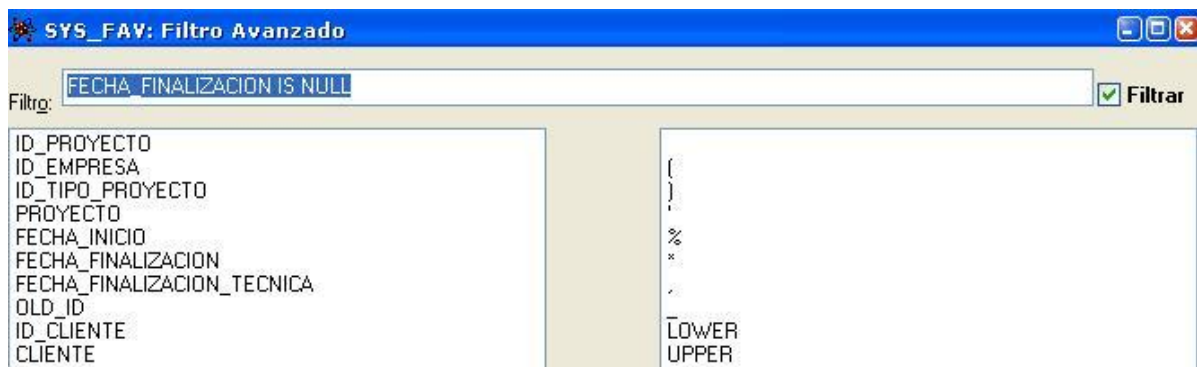 SYS_FAV: Filtro Avanzado
Filtro: FECHA_FINALIZACION IS NULL
Filtrar
ID_PROYECTO
ID_EMPRESA
ID_TIPO_PROYECTO
PROYECTO
FECHA_INICIO
FECHA_FINALIZACION
FECHA_FINALIZACION_TECNICA
OLD_ID
ID_CLIENTE
CLIENTE
(
)
'
%
*
,
_
LOWER
UPPER